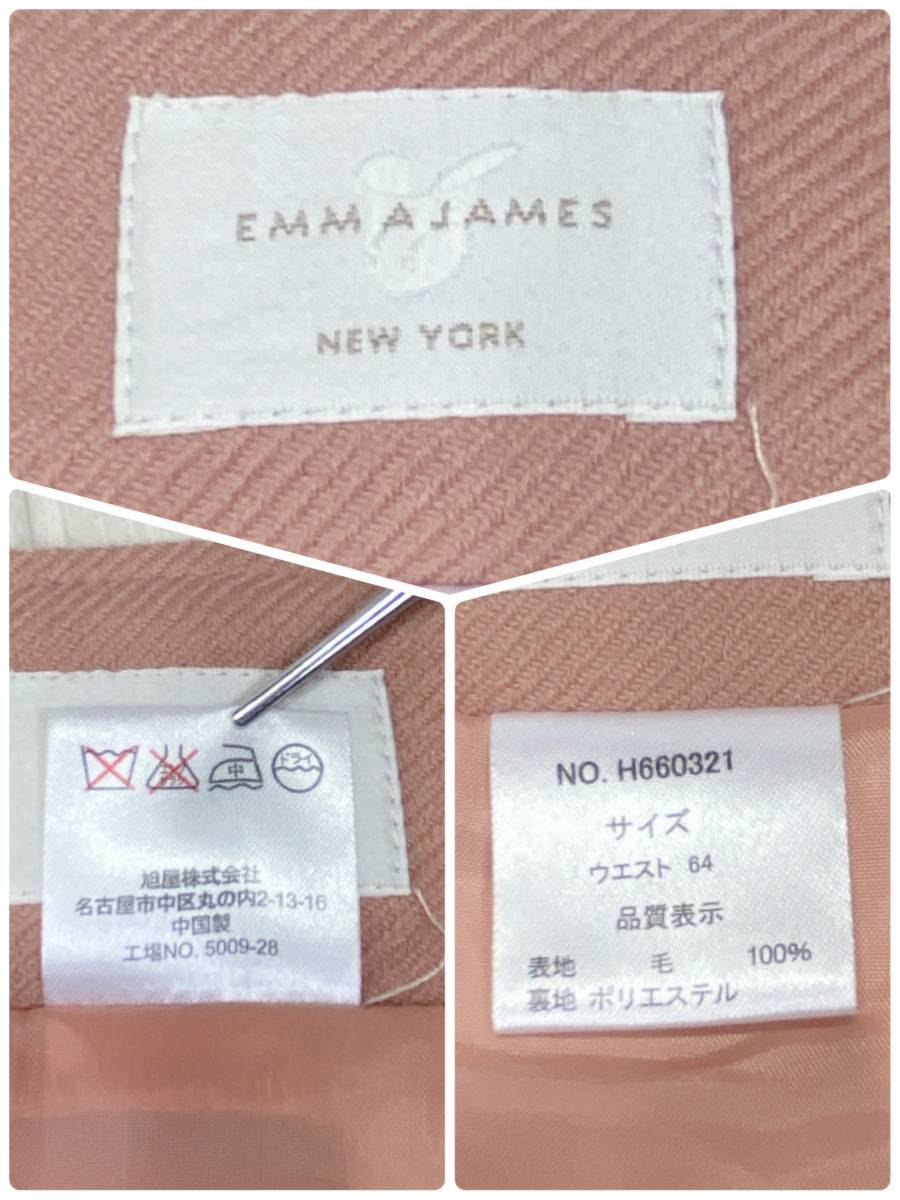 EMMAJAMES
NEW YORK
中 ドライ
旭屋株式会社
名古屋市中区丸の内2-13-16
中国製
工場NO. 5009-28
NO. H660321
サイズ
ウエスト 64
品質表示
表地 毛 100%
裏地 ポリエステル